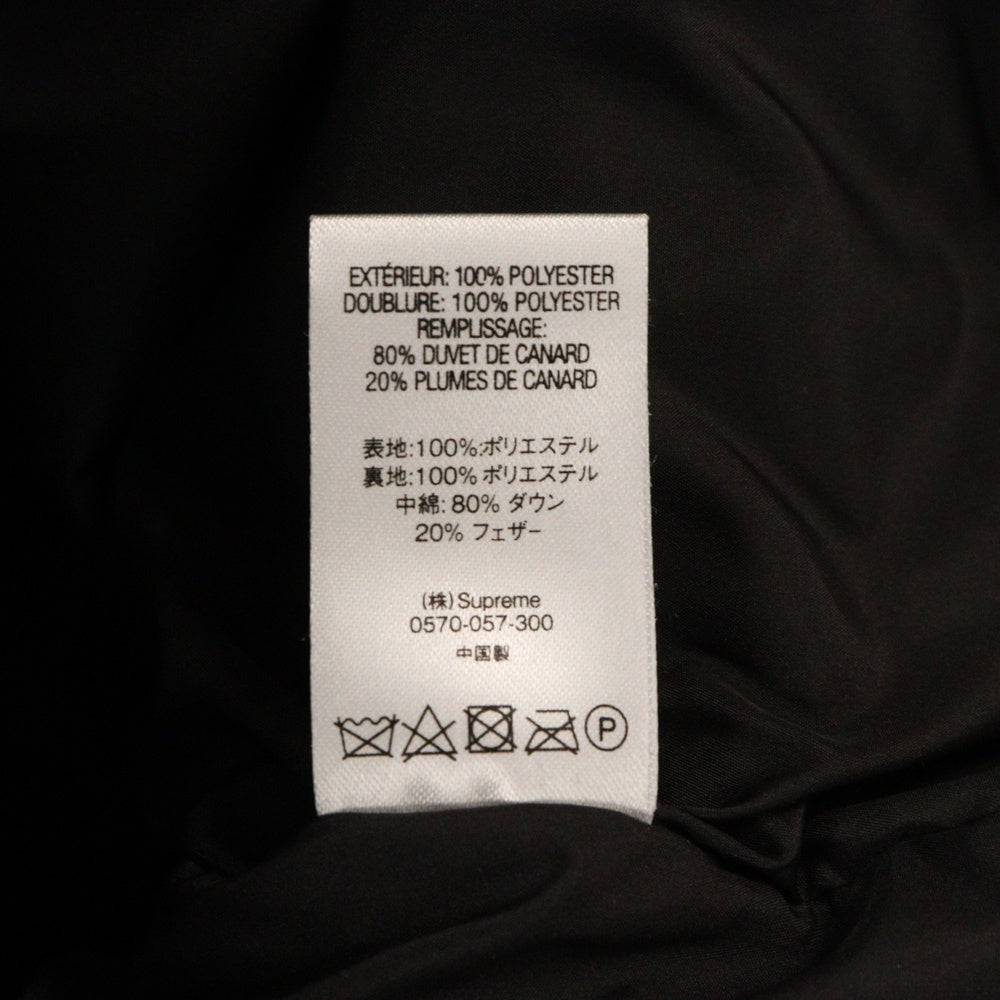 EXTÉRIEUR: 100% POLYESTER
DOUBLURE: 100% POLYESTER
REMPLISSAGE:
80% DUVET DE CANARD
20% PLUMES DE CANARD
表地:100%:ポリエステル
裏地:100% ポリエステル
中綿: 80% ダウン
20% フェザー
(株) Supreme
0570-057-300
中国製
P